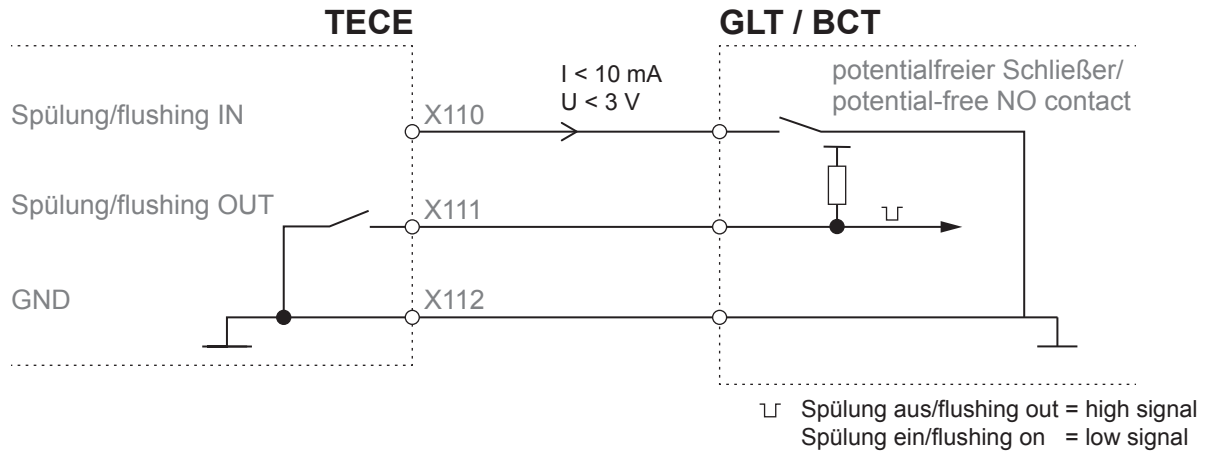 TECE
GLT / BCT
I < 10 mA
U < 3 V
potentialfreier Schließer/
potential-free NO contact
Spülung/flushing IN
X110
Spülung/flushing OUT
X111
GND
X112
Spülung aus/flushing out = high signal
Spülung ein/flushing on = low signal